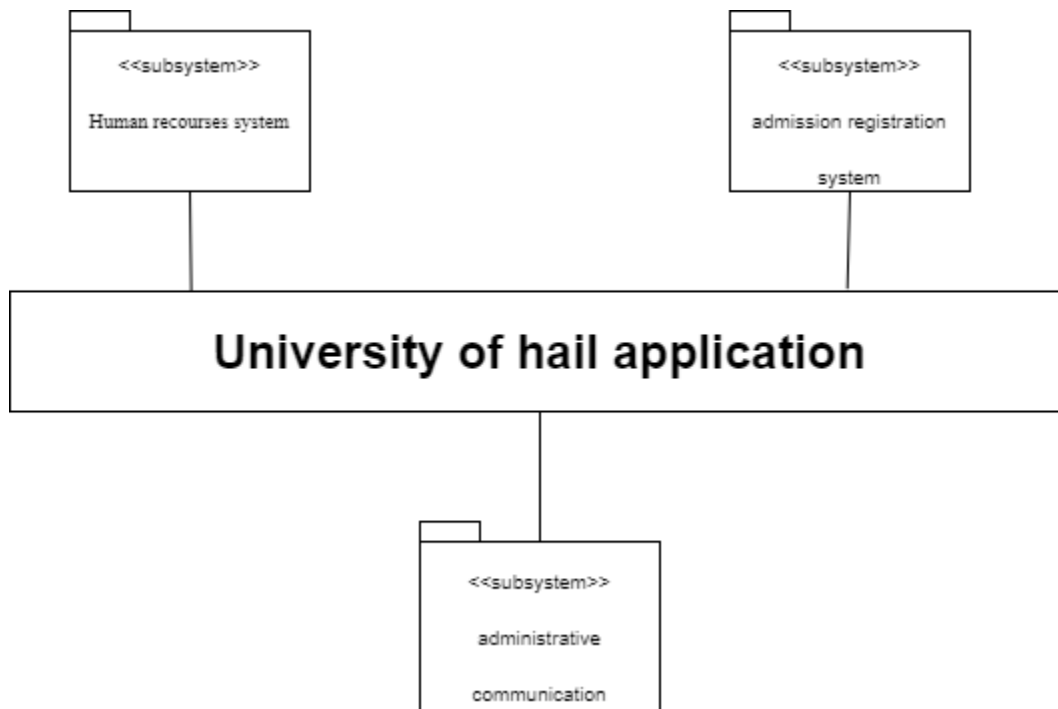 <<subsystem>>
Human recourses system
<<subsystem>>
admission registration
system
University of hail application
<<subsystem>>
administrative
communication